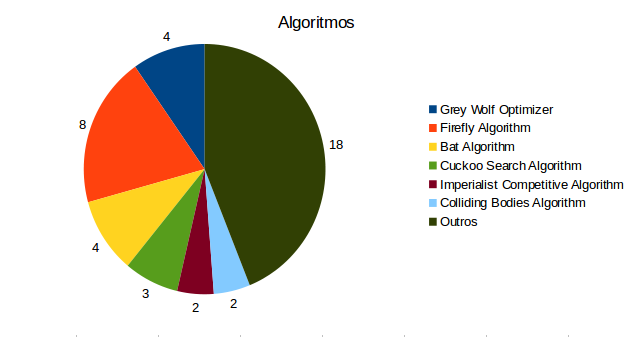 Algoritmos
4
8
18
4
3
2
2
Grey Wolf Optimizer
Firefly Algorithm
Bat Algorithm
Cuckoo Search Algorithm
Imperialist Competitive Algorithm
Colliding Bodies Algorithm
Outros